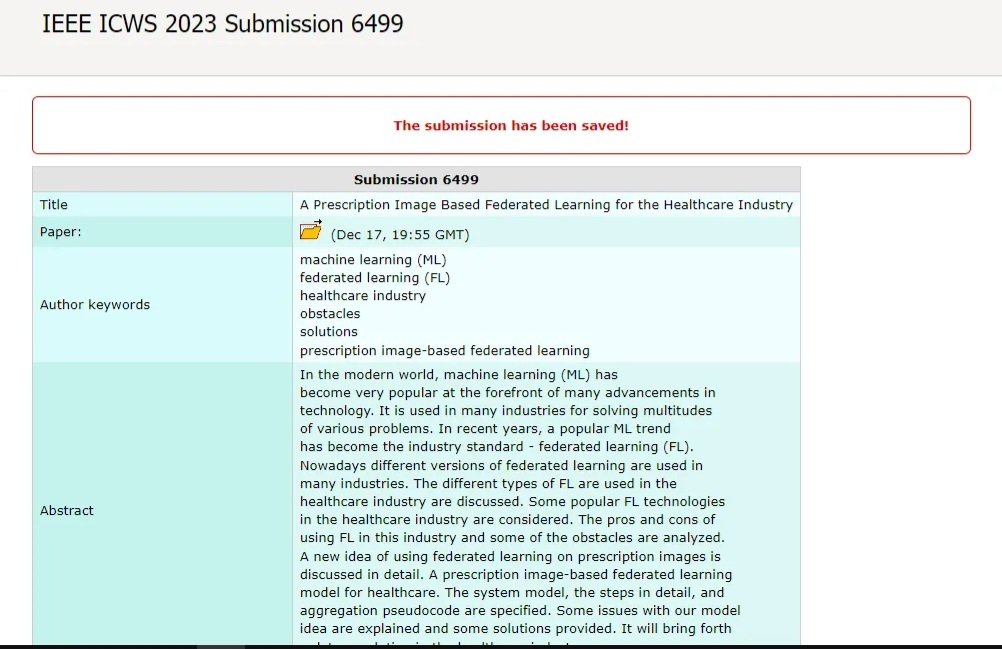 IEEE ICWS 2023 Submission 6499
The submission has been saved!
Submission 6499
Title
A Prescription Image Based Federated Learning for the Healthcare Industry
Paper:
(Dec 17, 19:55 GMT)
Author keywords
machine learning (ML)
federated learning (FL)
healthcare industry
obstacles
solutions
prescription image-based federated learning
Abstract
In the modern world, machine learning (ML) has
become very popular at the forefront of many advancements in
technology. It is used in many industries for solving multitudes
of various problems. In recent years, a popular ML trend
has become the industry standard - federated learning (FL).
Nowadays different versions of federated learning are used in
many industries. The different types of FL are used in the
healthcare industry are discussed. Some popular FL technologies
in the healthcare industry are considered. The pros and cons of
using FL in this industry and some of the obstacles are analyzed.
A new idea of using federated learning on prescription images is
discussed in detail. A prescription image-based federated learning
model for healthcare. The system model, the steps in detail, and
aggregation pseudocode are specified. Some issues with our model
idea are explained and some solutions provided. It will bring forth